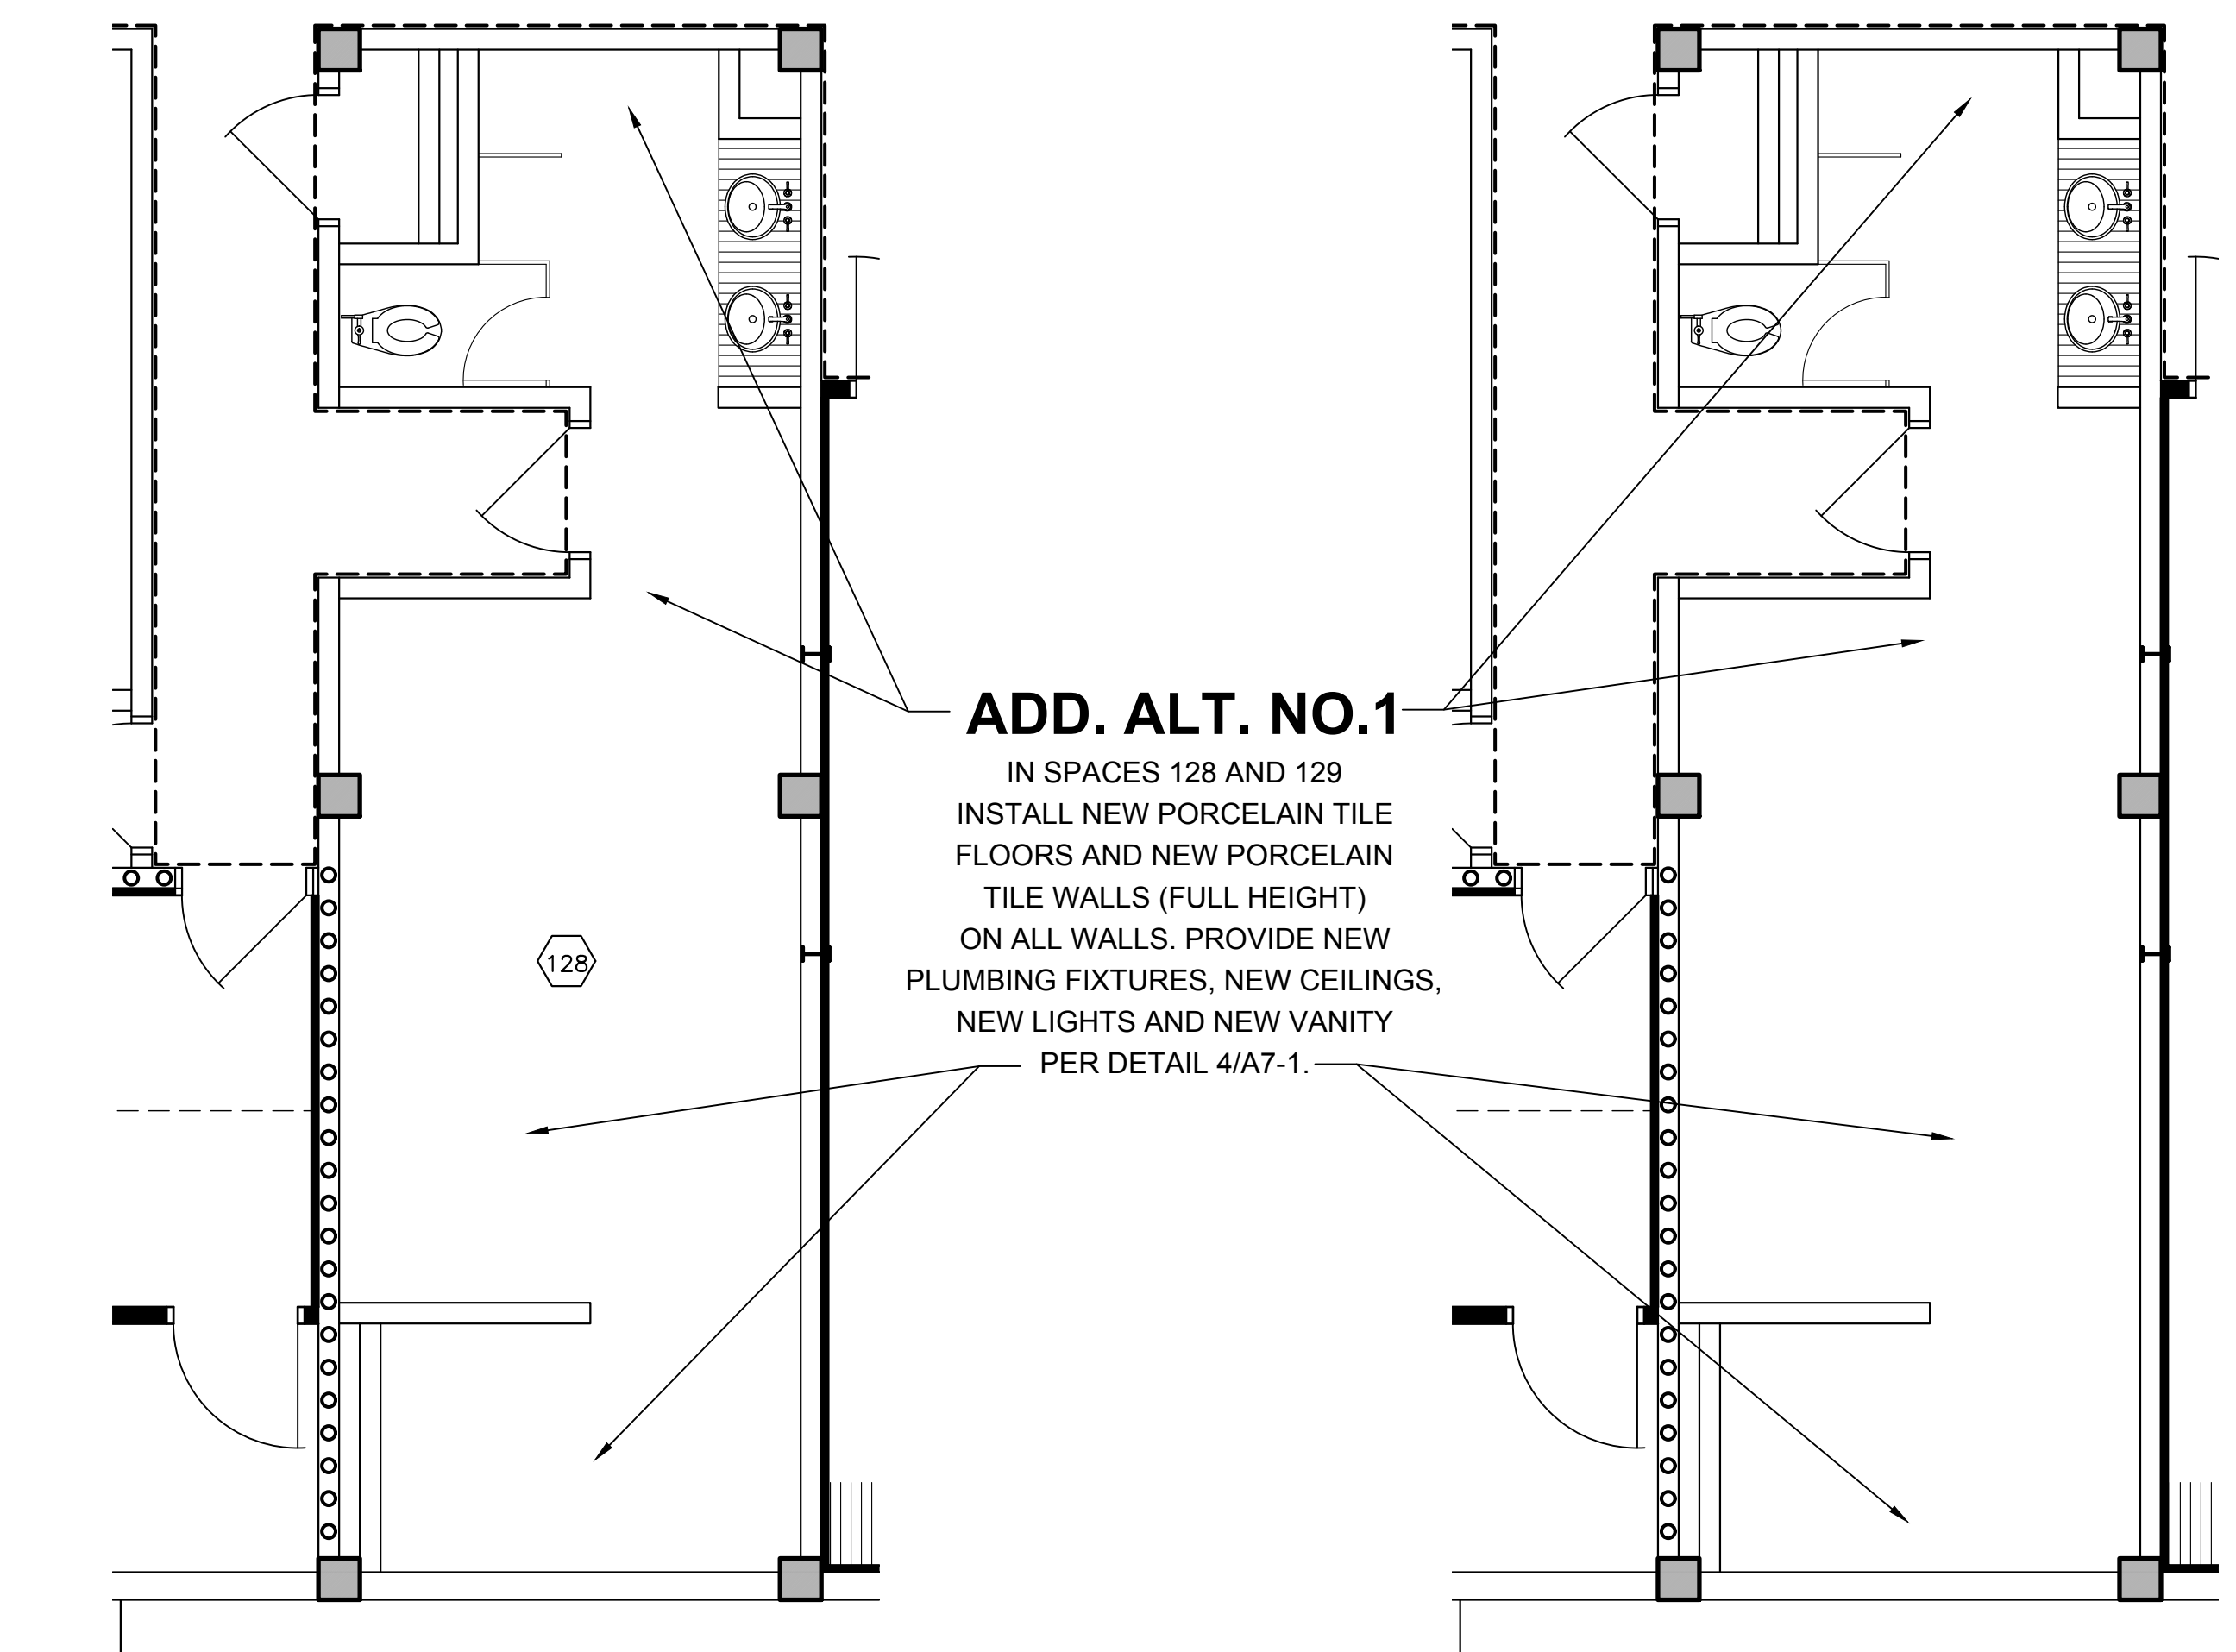 ADD. ALT. NO.1
IN SPACES 128 AND 129
INSTALL NEW PORCELAIN TILE
FLOORS AND NEW PORCELAIN
TILE WALLS (FULL HEIGHT)
ON ALL WALLS. PROVIDE NEW
PLUMBING FIXTURES, NEW CEILINGS,
NEW LIGHTS AND NEW VANITY
PER DETAIL 4/A7-1.
128